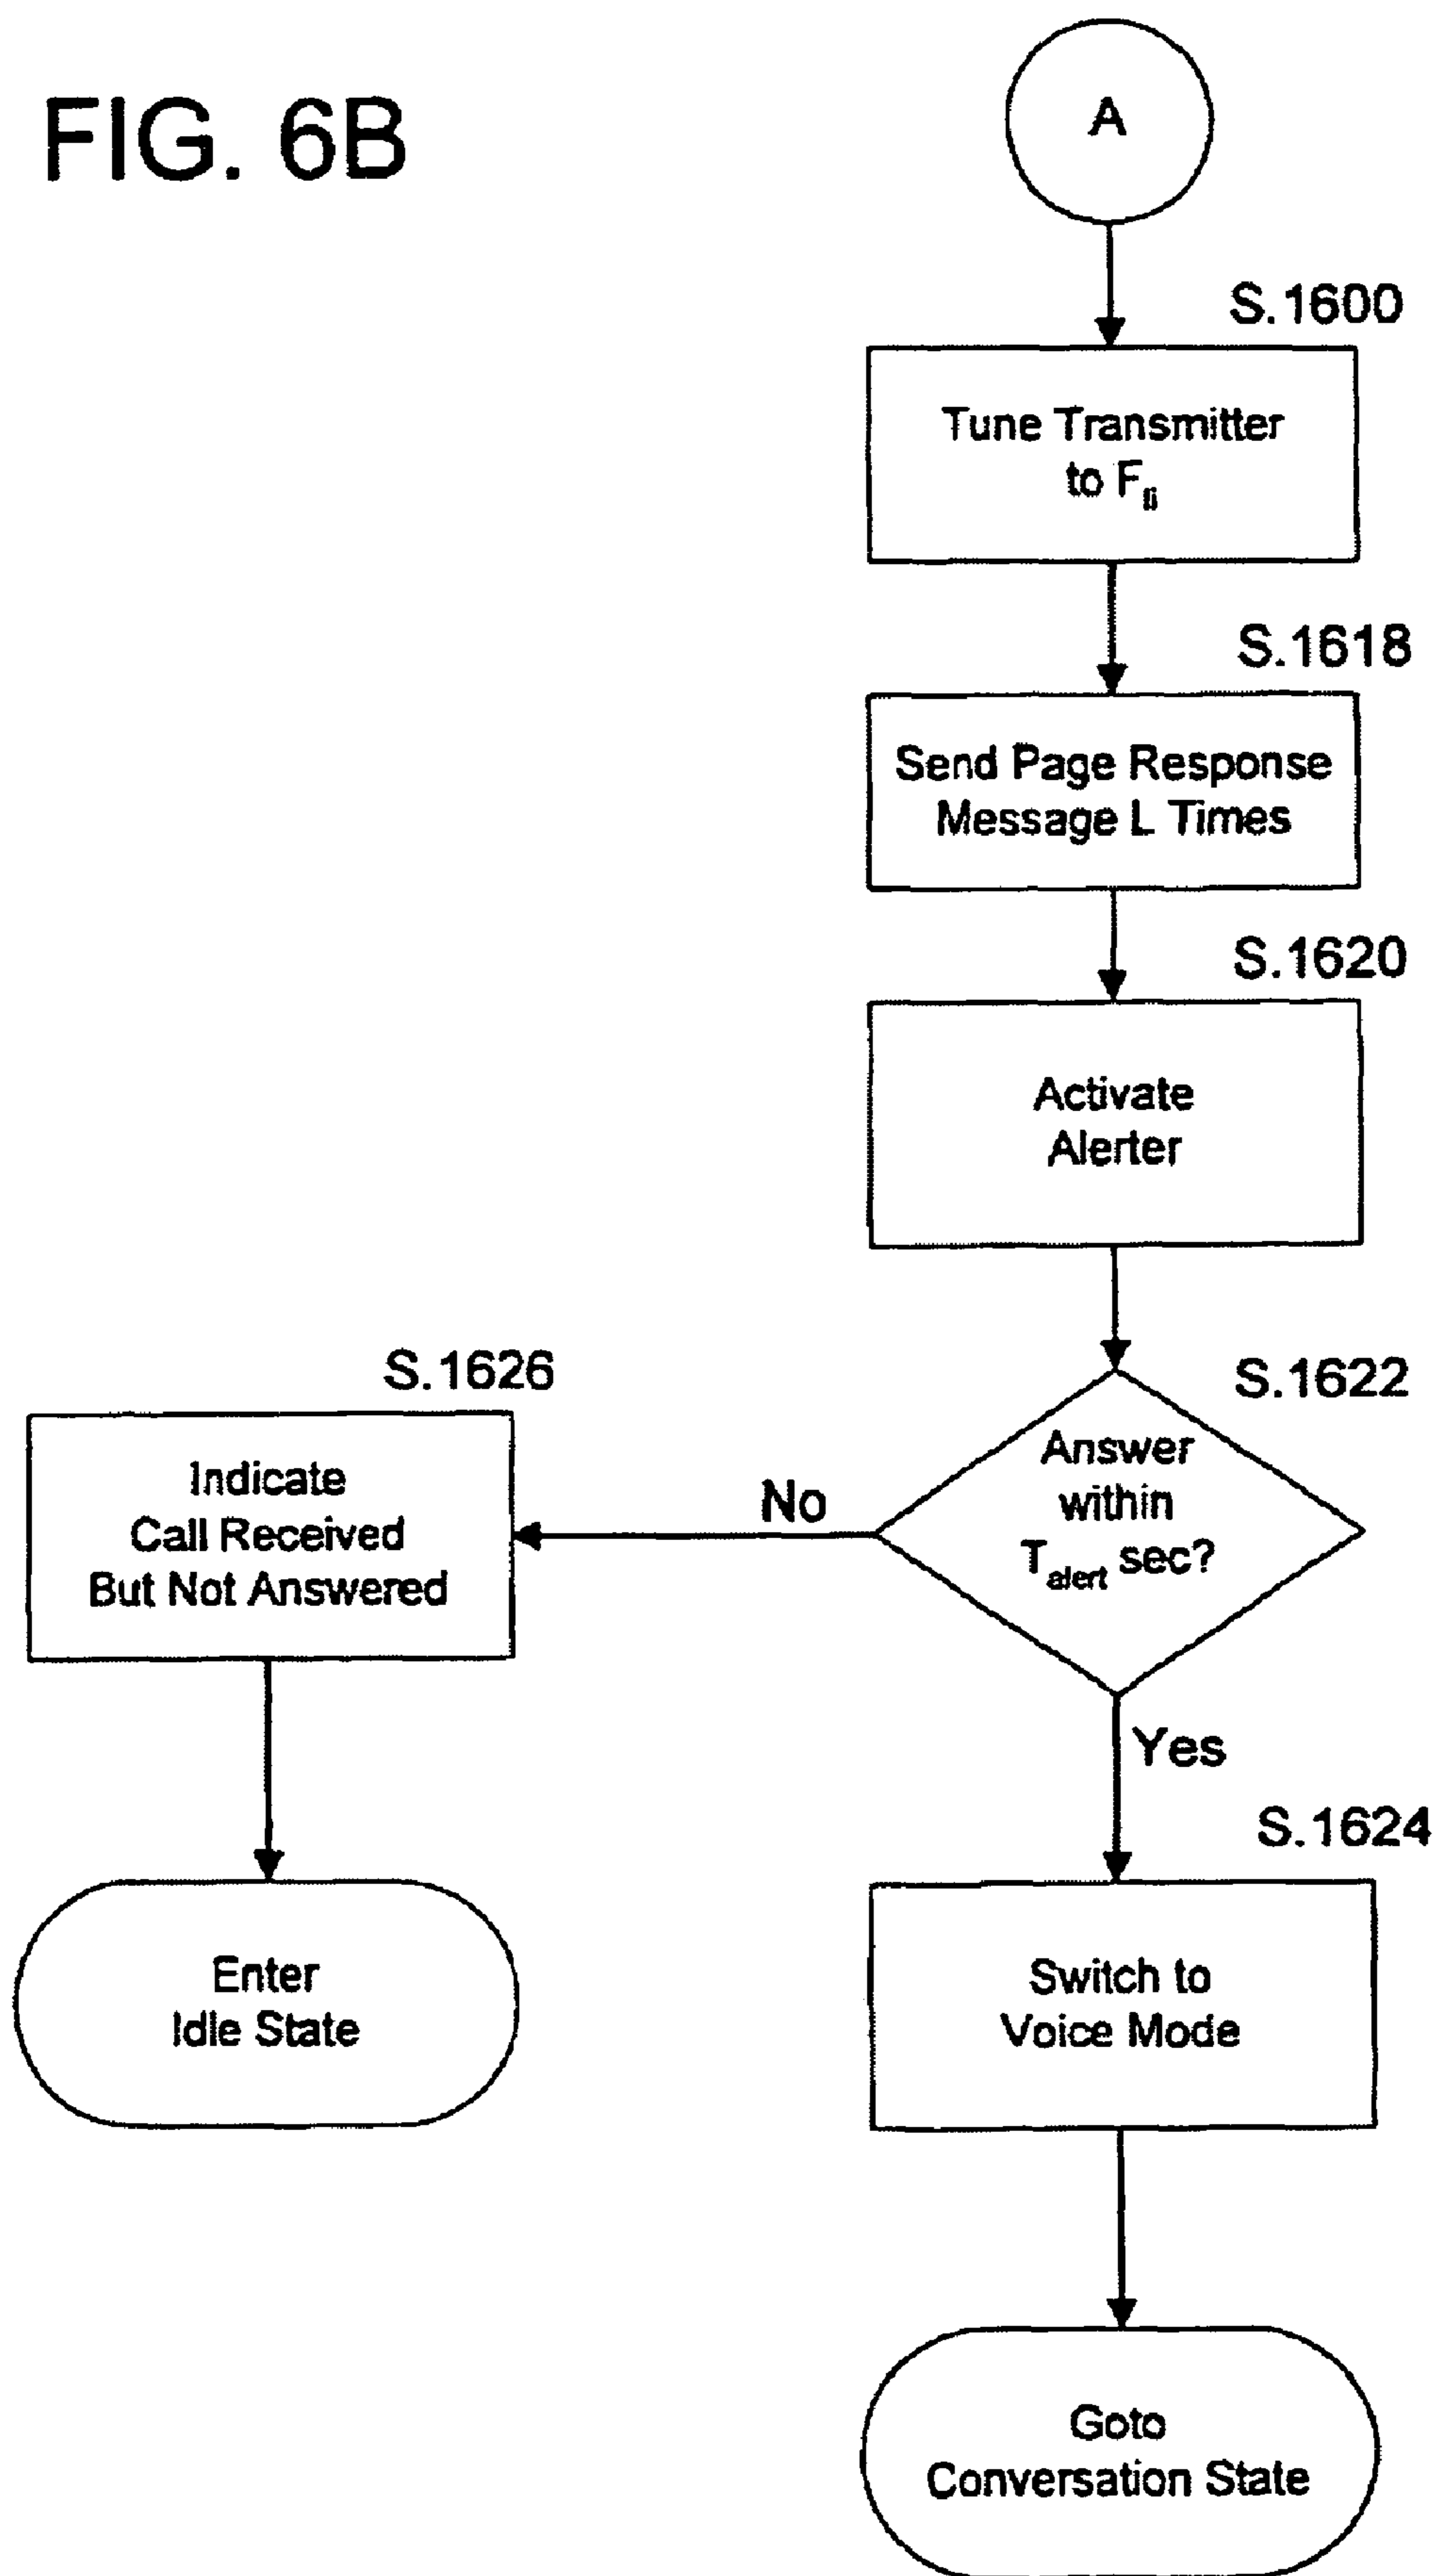 FIG. 6B
A
S.1600
Tune Transmitter
to F
S.1618
Send Page Response
Message L Times
S.1620
Activate
Alerter
S.1622
Answer
within
Talert sec?
No
S.1626
Indicate
Call Received
But Not Answered
Enter
Idle State
Yes
S.1624
Switch to
Voice Mode
Goto
Conversation State